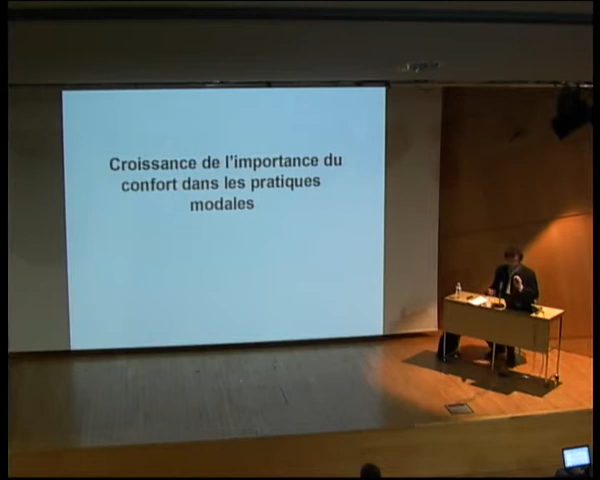 Croissance de l'importance du
confort dans les pratiques
modales